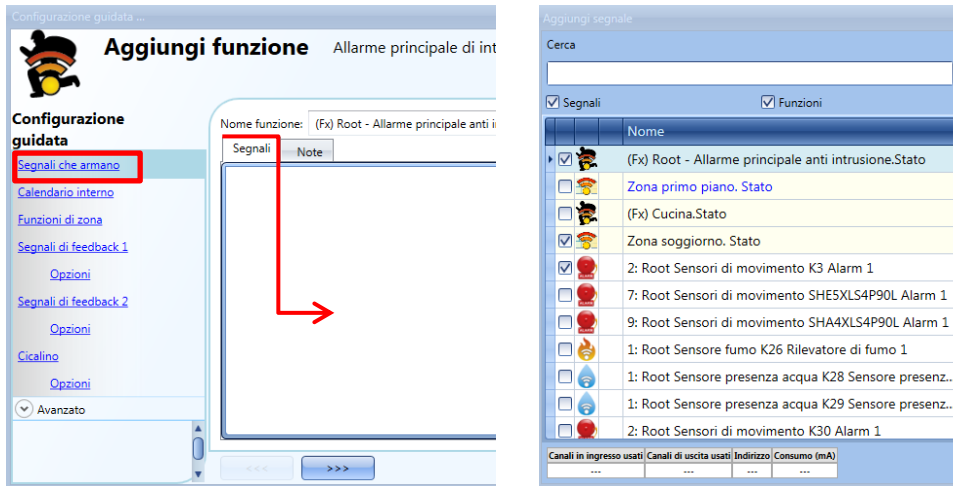 Configurazione guidata ...
Aggiungi funzione Allarme principale di int
Configurazione
guidata
Segnali che armano
Calendario interno
Funzioni di zona
Segnali di feedback 1
Opzioni
Segnali di feedback 2
Opzioni
Cicalino
Opzioni
Avanzato
Nome funzione: (Fx) Root - Allarme principale anti i
Segnali Note
<<< >>>
Aggiungi segnale
Cerca
Segnali Funzioni
Nome
(Fx) Root - Allarme principale anti intrusione.Stato
Zona primo piano. Stato
(Fx) Cucina.Stato
Zona soggiorno. Stato
2: Root Sensori di movimento K3 Alarm 1
7: Root Sensori di movimento SHE5XLS4P90L Alarm 1
9: Root Sensori di movimento SHA4XLS4P90L Alarm 1
1: Root Sensore fumo K26 Rilevatore di fumo 1
1: Root Sensore presenza acqua K28 Sensore presenz...
1: Root Sensore presenza acqua K29 Sensore presenz...
2: Root Sensori di movimento K30 Alarm 1
Canali in ingresso usati Canali di uscita usati Indirizzo Consumo (mA)
--- --- --- ---